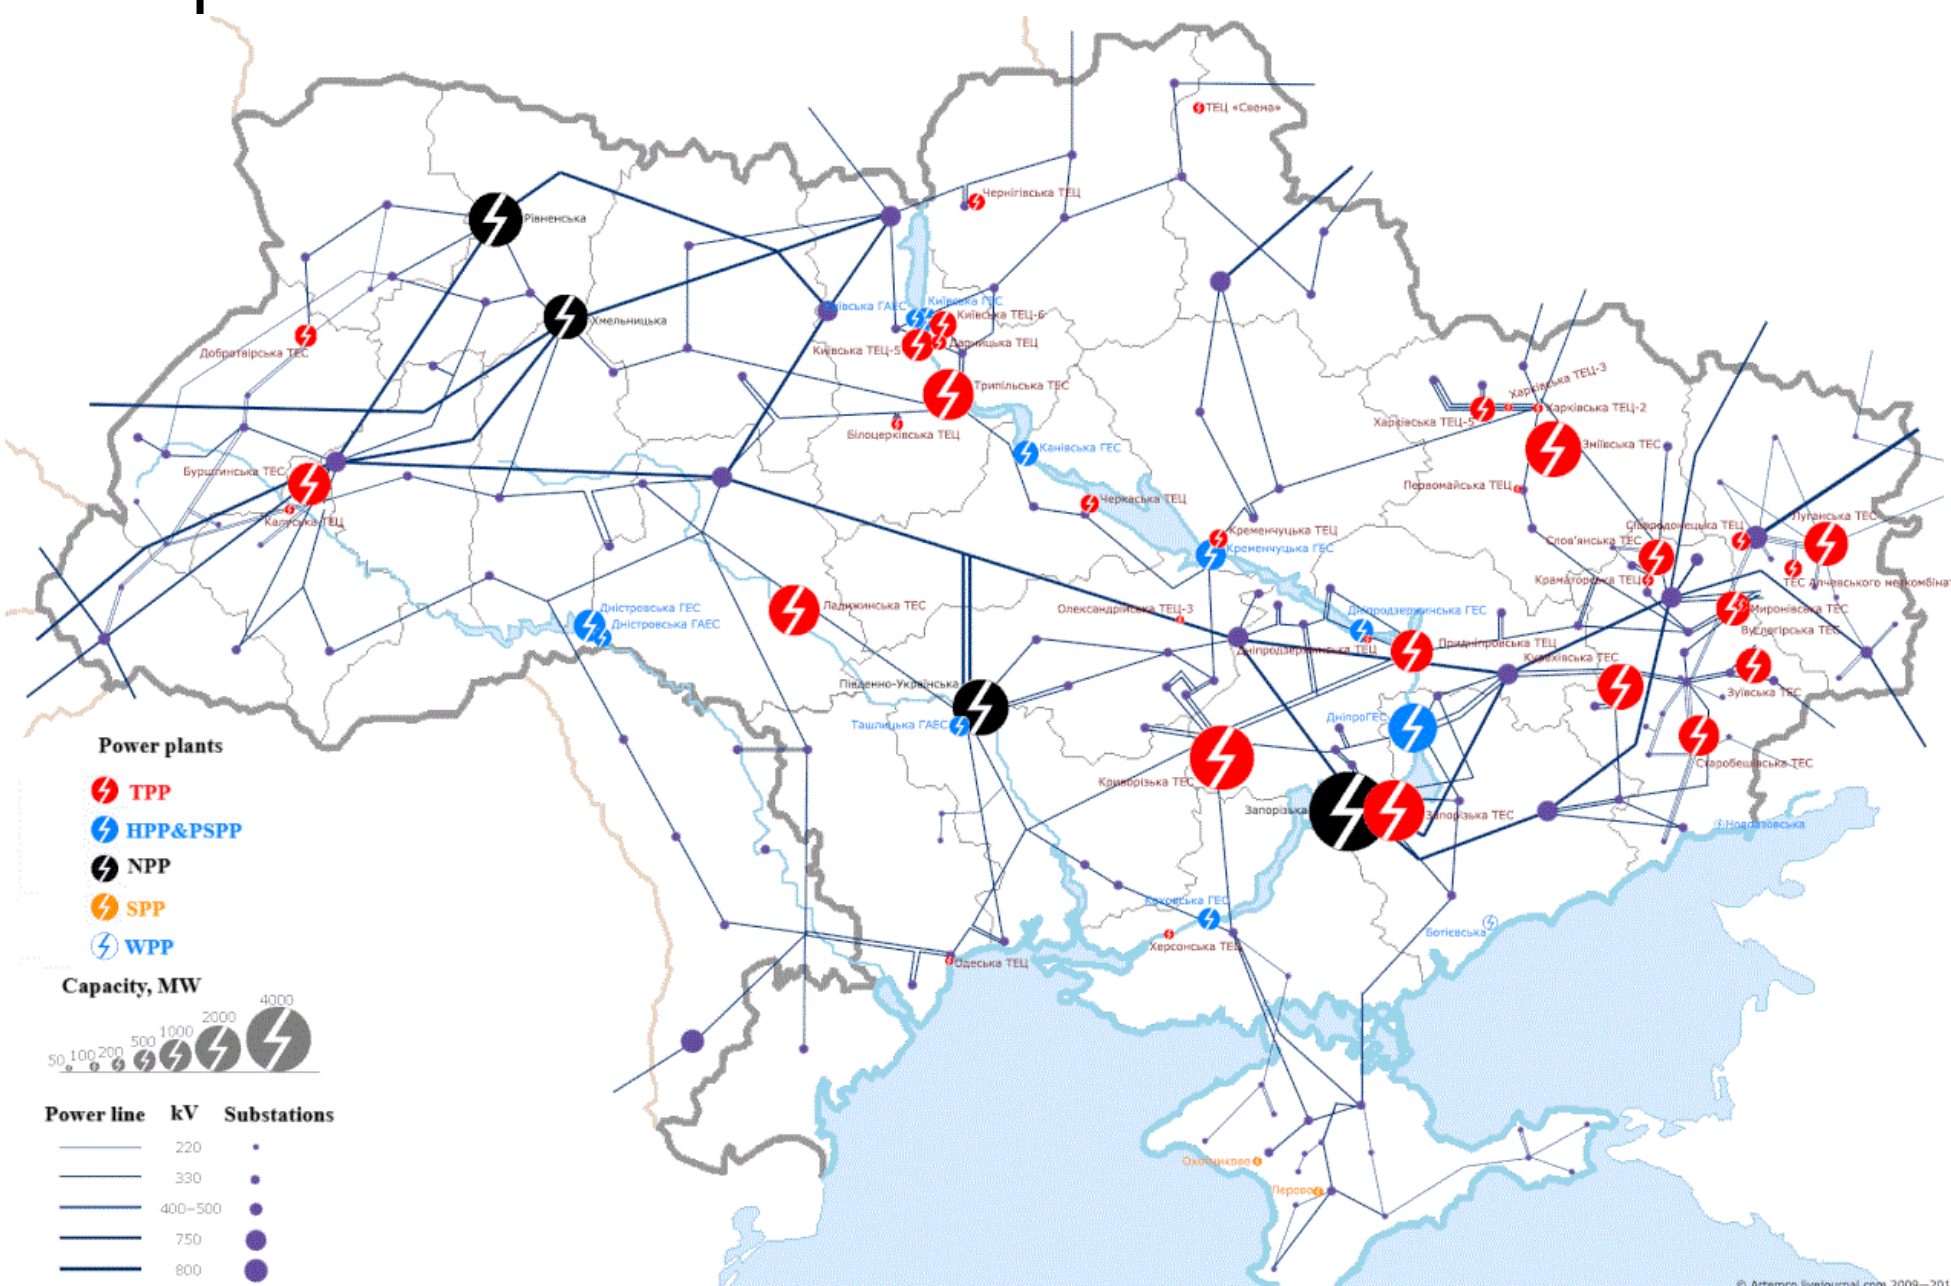 ТЕЦ «Свема»
Чернігівська ТЕЦ
Рівненська
Хмельницька
Київська ГЕС
Київська ТЕЦ-6
Дарницька ТЕЦ
Київська ТЕЦ-5
Добротвірська ТЕС
Трипільська ТЕС
Білоцерківська ТЕЦ
Канівська ГЕС
Харківська ТЕЦ-3
Харківська ТЕЦ-2
Харківська ТЕЦ-5
Зміївська ТЕС
Бурштинська ТЕС
Калуська ТЕЦ
Черкаська ТЕЦ
Первомайська ТЕЦ
Кременчуцька ТЕЦ
Кременчуцька ГЕС
Луганська ТЕС
Слов'янська ТЕС
Краматорська ТЕЦ
Дністровська ГЕС
Дністровська ГАЕС
Ладижинська ТЕС
Олександрійська ТЕЦ-3
Дніпродзержинська ГЕС
Дніпродзержинська ТЕЦ
Придніпровська ТЕЦ
Миронівська ТЕС
Вуглегірська ТЕС
Курахівська ТЕС
Зуївська ТЕС
Південно-Українська
Ташлицька ГАЕС
ДніпроГЕС
Старобешівська ТЕС
Криворізька ТЕС
Запорізька
Запорізька ТЕС
Новоазовська
Каховська ГЕС
Ботієвська
Херсонська ТЕЦ
Одеська ТЕЦ
Охотниково
Перово
Power plants
TPP
HPP&PSPP
NPP
SPP
WPP
Capacity, MW
50 100 200 500 1000 2000 4000
Power line kV Substations
220
330
400–500
750
800